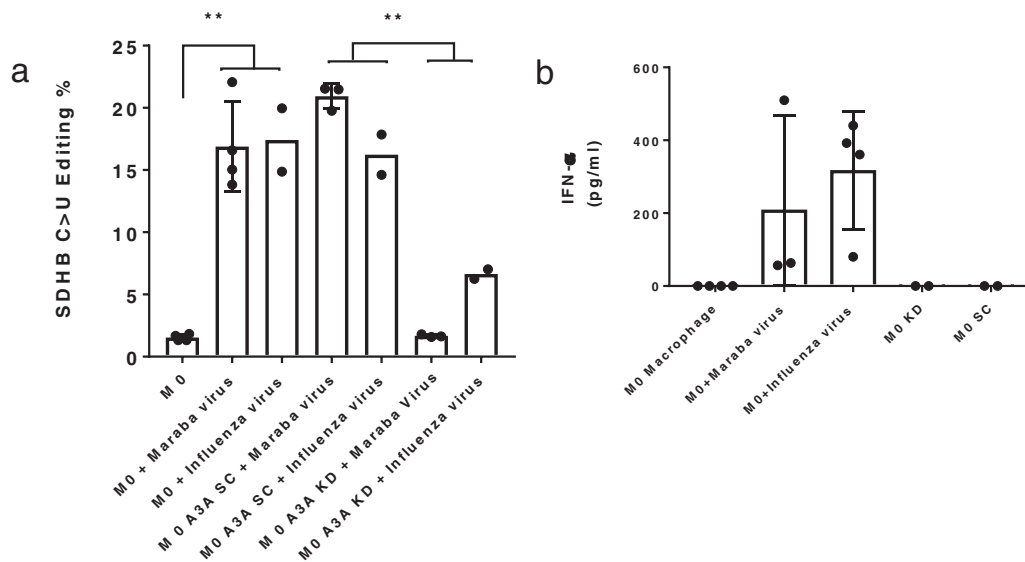 a
**
**
SDHB C>U Editing %
25
20
15
10
5
0
M 0
M0 + Maraba virus
M0 + Influenza virus
M 0 A3A SC + Maraba virus
M0 A3A SC + Influenza virus
M 0 A3A KD + Maraba virus
M0 A3A KD + Influenza virus
b
(pg/ml)
600
400
200
0
M0 Macrophage
M0+Maraba virus
M0+Influenza virus
M0 KD
M0 SC